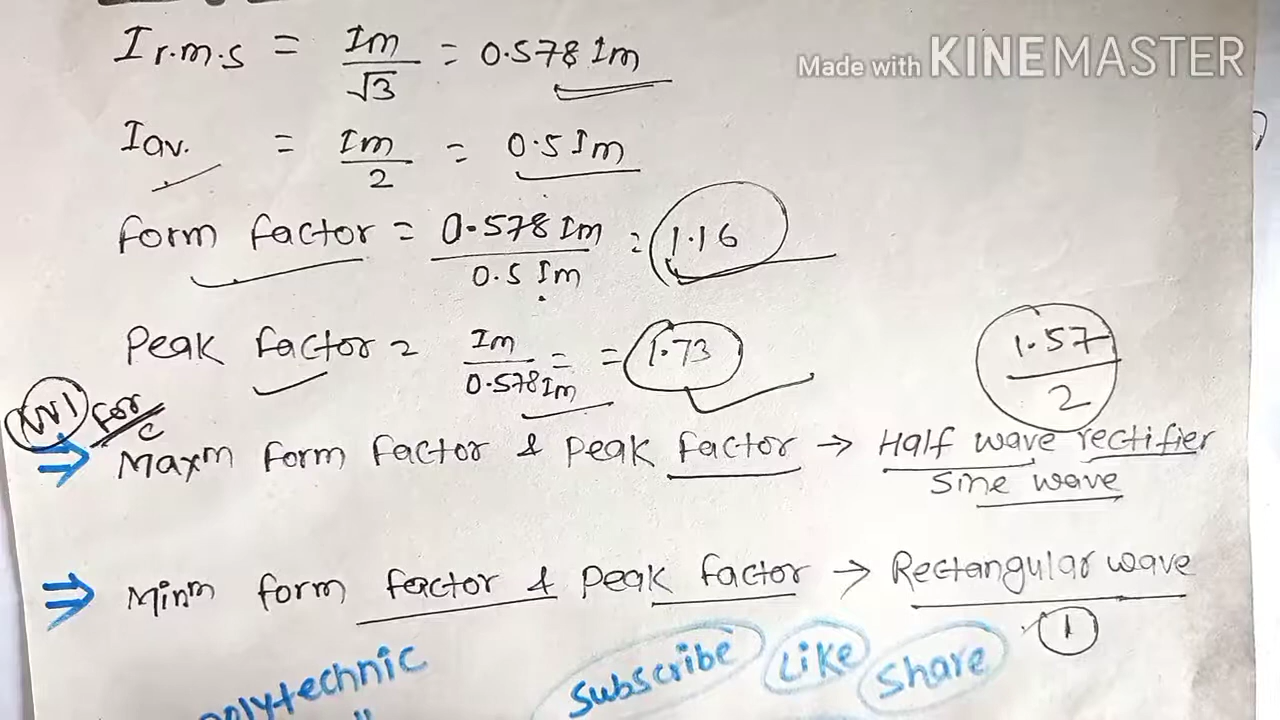 Made with KINEMASTER
Ir.m.s = Im/√3 = 0.578 Im
Iav. = Im/2 = 0.5 Im
form factor = 0.578 Im/0.5 Im = 1.16
Peak factor = Im/0.578 Im = = 1.73
1.57/2
for c
⇒ Maxm form factor & Peak factor → Half wave rectifier
Sine wave
⇒ Minm form factor & Peak factor → Rectangular wave
1
polytechnic
Subscribe Like Share